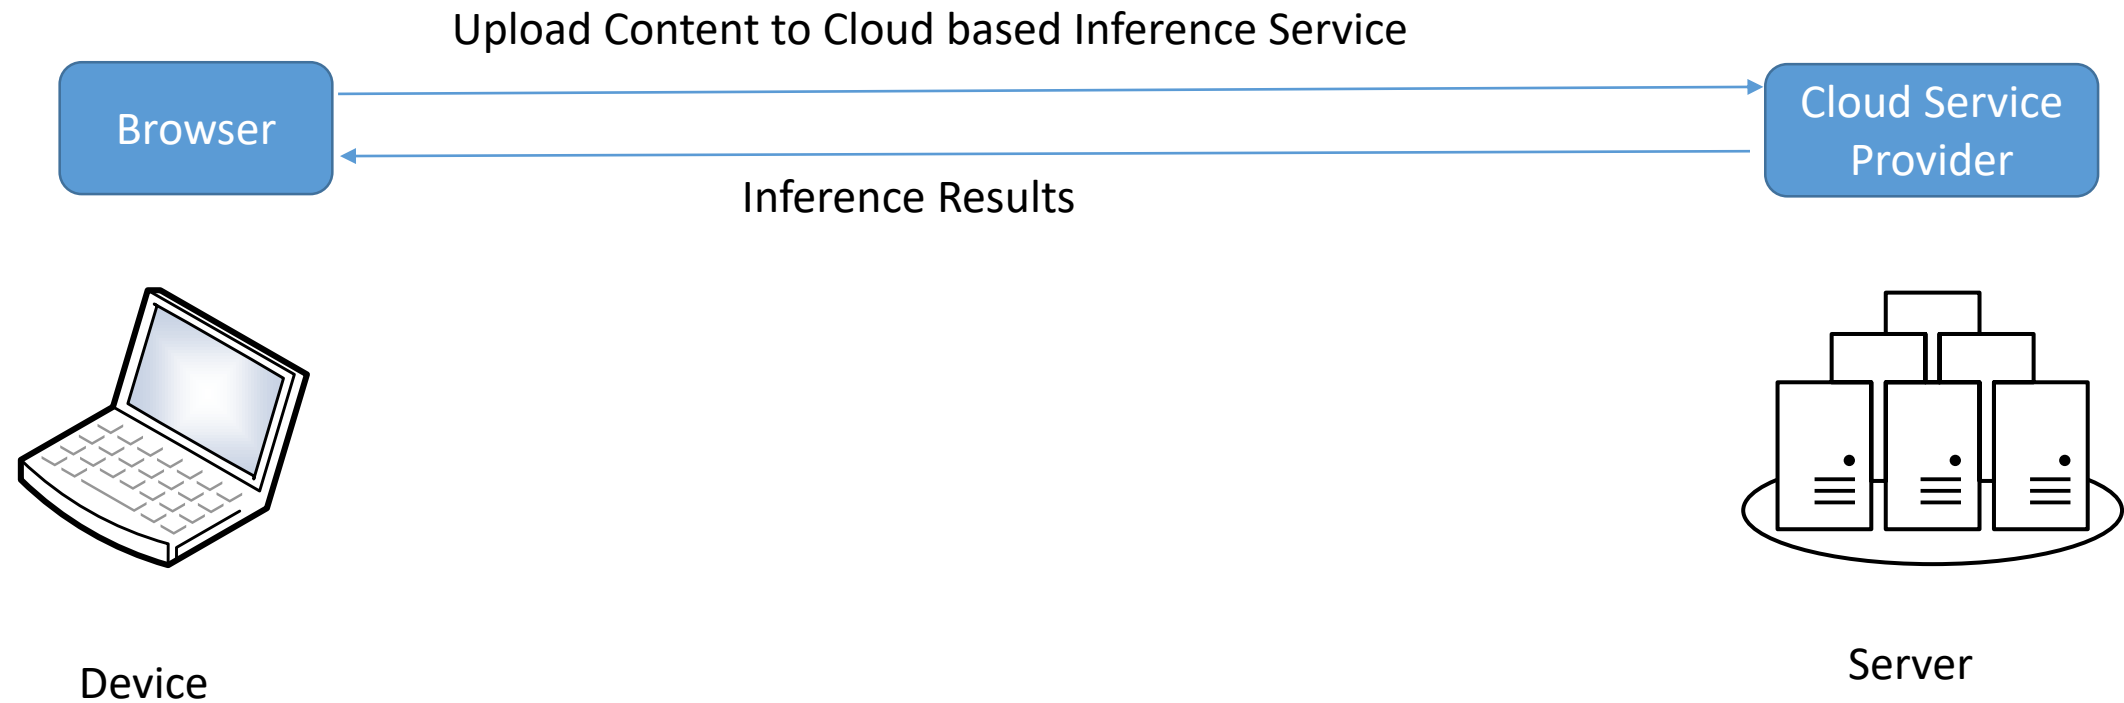 Upload Content to Cloud based Inference Service
Browser
Cloud Service
Provider
Inference Results
Device
Server